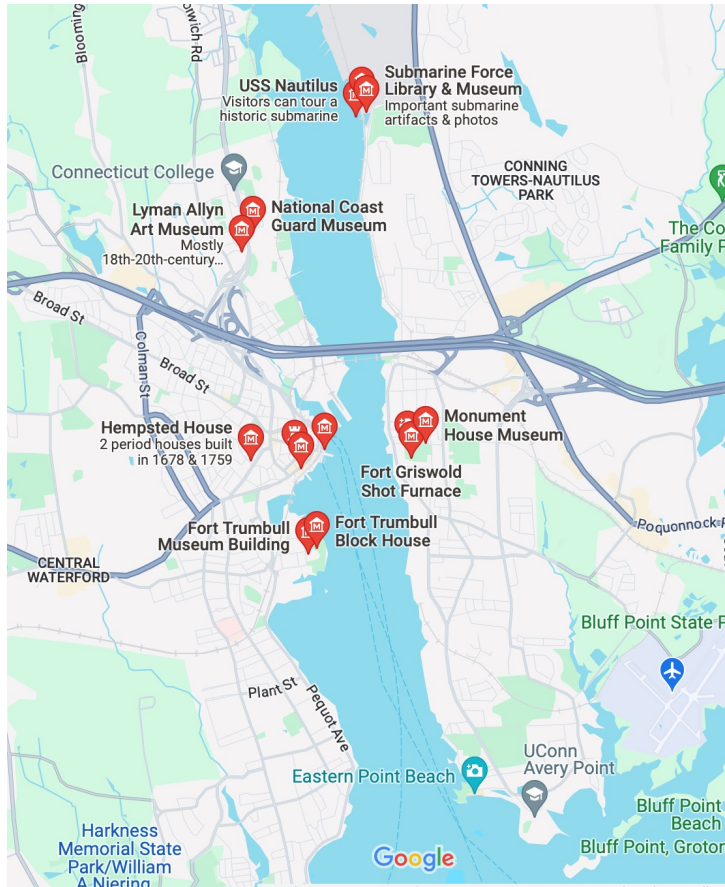 Blooming
orwich Rd
USS Nautilus
Visitors can tour a
historic submarine
Submarine Force
Library & Museum
Important submarine
artifacts & photos
Connecticut College
CONNING
TOWERS-NAUTILUS
PARK
Lyman Allyn
Art Museum
Mostly
18th-20th-century…
National Coast
Guard Museum
The Co
Family F
Broad St
Colman St
Broad St
Hempsted House
2 period houses built
in 1678 & 1759
Monument
House Museum
Fort Griswold
Shot Furnace
Fort Trumbull
Museum Building
Fort Trumbull
Block House
Poquonnock R
CENTRAL
WATERFORD
Bluff Point State P
Plant St
Pequot Ave
UConn
Avery Point
Eastern Point Beach
Bluff Point
Beach
Bluff Point, Groton
Harkness
Memorial State
Park/William
A Niering
Google